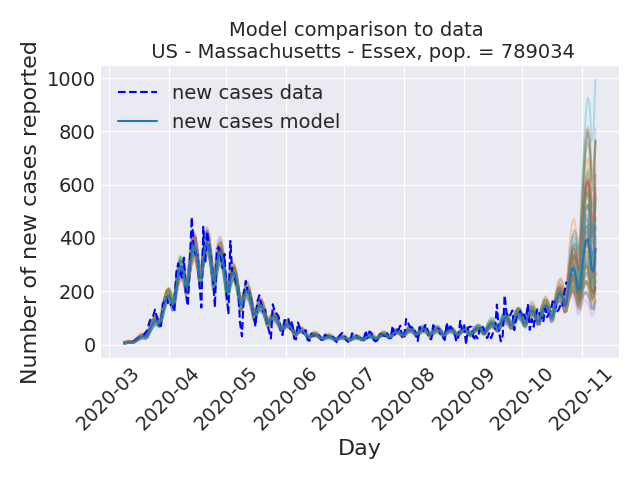 Model comparison to data
US - Massachusetts - Essex, pop. = 789034
Number of new cases reported
1000
800
600
400
200
0
new cases data
new cases model
2020-03
2020-04
2020-05
2020-06
2020-07
2020-08
2020-09
2020-10
2020-11
Day